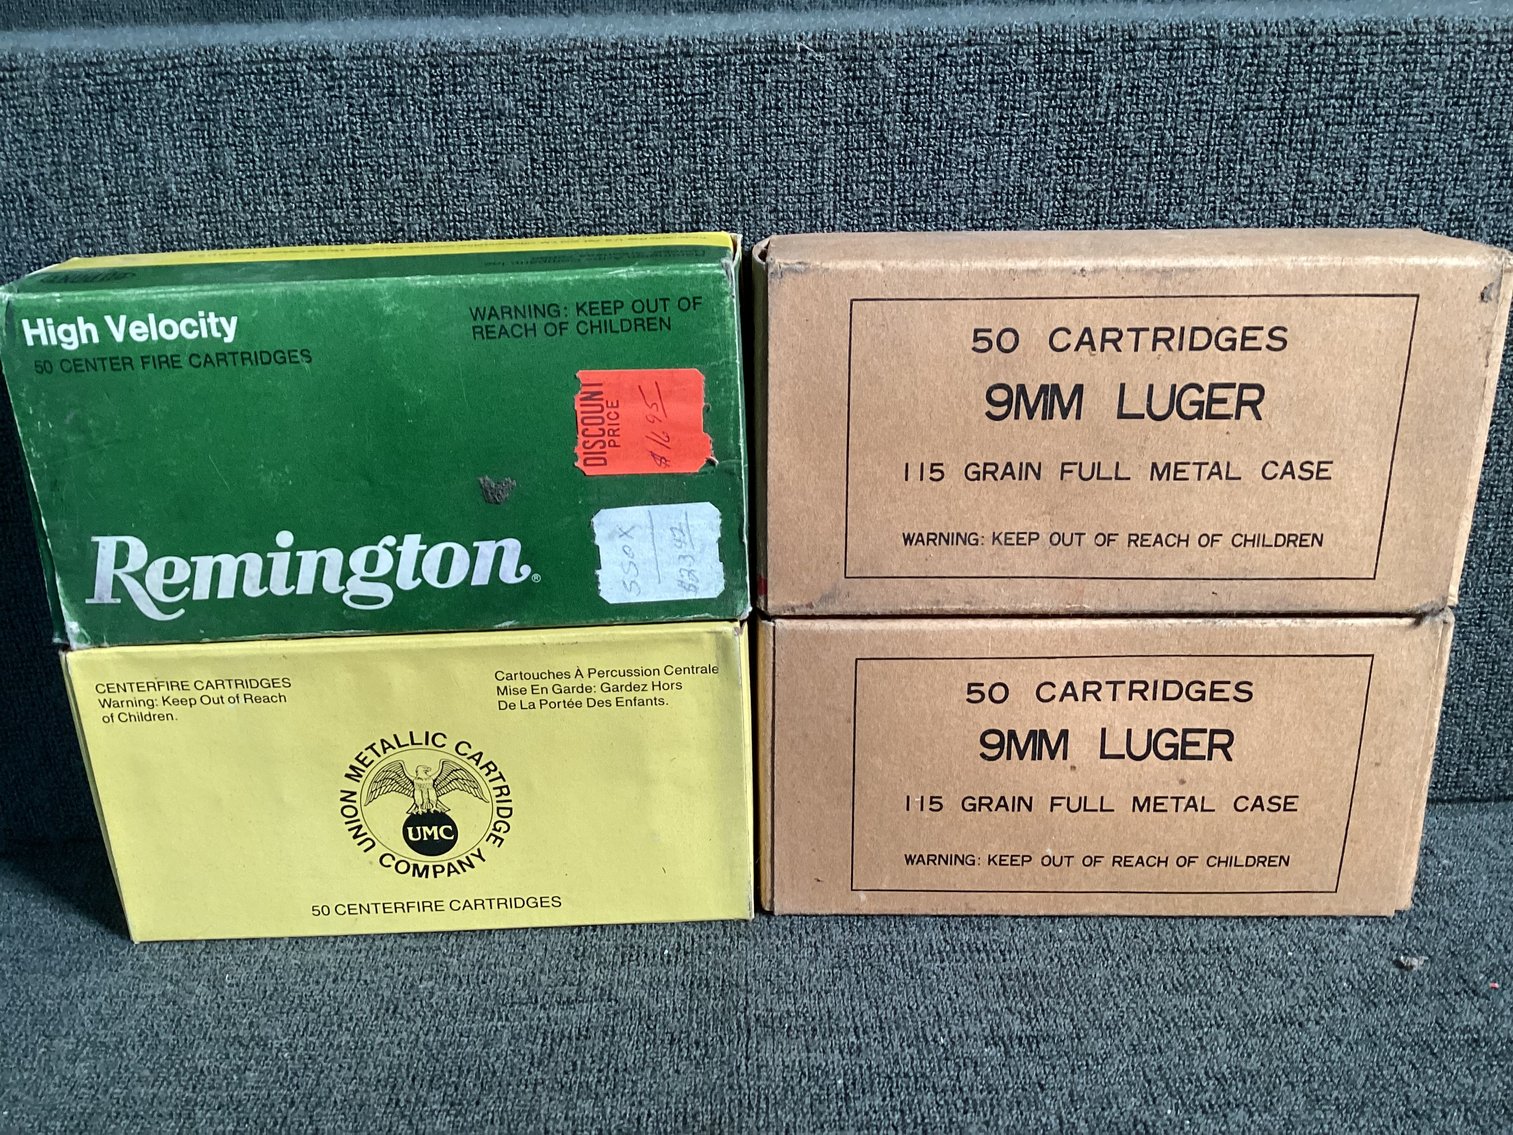 High Velocity
50 CENTER FIRE CARTRIDGES
WARNING: KEEP OUT OF
REACH OF CHILDREN
DISCOUNT
PRICE
$16 95
550X
Remington®
50 CARTRIDGES
9MM LUGER
115 GRAIN FULL METAL CASE
WARNING: KEEP OUT OF REACH OF CHILDREN
CENTERFIRE CARTRIDGES
Warning: Keep Out of Reach
of Children.
Cartouches À Percussion Centrale
Mise En Garde: Gardez Hors
De La Portée Des Enfants.
UNION METALLIC CARTRIDGE COMPANY
UMC
50 CENTERFIRE CARTRIDGES
50 CARTRIDGES
9MM LUGER
115 GRAIN FULL METAL CASE
WARNING: KEEP OUT OF REACH OF CHILDREN